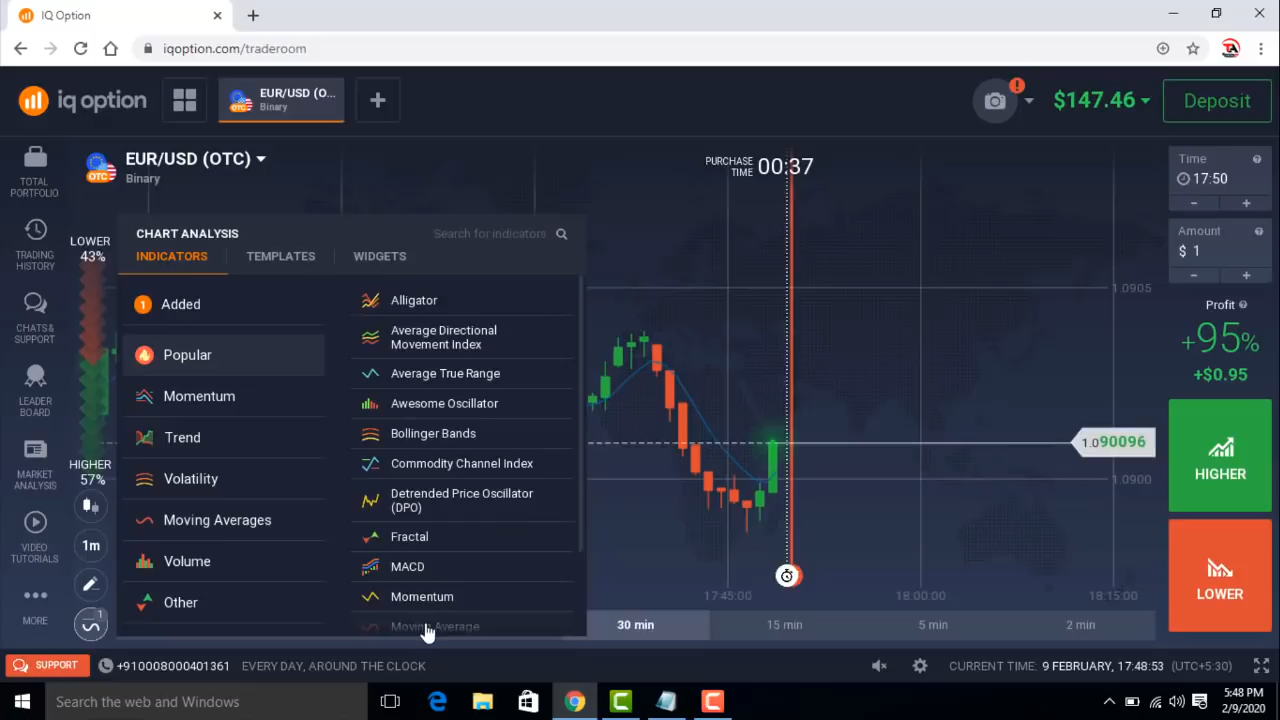 IQ Option
iqoption.com/traderoom
iq option
EUR/USD (O...
Binary
$147.46
Deposit
TOTAL
PORTFOLIO
TRADING
HISTORY
CHATS &
SUPPORT
LEADER
BOARD
MARKET
ANALYSIS
VIDEO
TUTORIALS
MORE
EUR/USD (OTC)
Binary
OTC
LOWER
43%
HIGHER
57%
1m
1
PURCHASE
TIME
00:37
CHART ANALYSIS
Search for indicators
INDICATORS
TEMPLATES
WIDGETS
1 Added
Popular
Momentum
Trend
Volatility
Moving Averages
Volume
Other
Alligator
Average Directional
Movement Index
Average True Range
Awesome Oscillator
Bollinger Bands
Commodity Channel Index
Detrended Price Oscillator
(DPO)
Fractal
MACD
Momentum
Moving Average
1.0905
1.090096
1.0900
17:45:00
18:00:00
18:15:00
30 min
15 min
5 min
2 min
Time
17:50
- +
Amount
$ 1
- +
Profit
+95%
+$0.95
HIGHER
LOWER
SUPPORT
+910008000401361
EVERY DAY, AROUND THE CLOCK
CURRENT TIME: 9 FEBRUARY, 17:48:53 (UTC+5:30)
Search the web and Windows
5:48 PM
2/9/2020